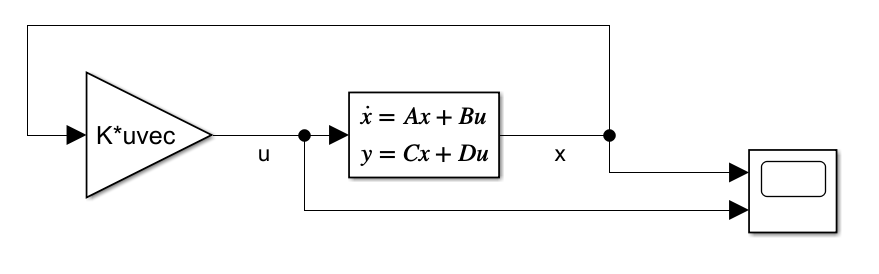 K*uvec
u
ẋ = Ax + Bu
y = Cx + Du
x